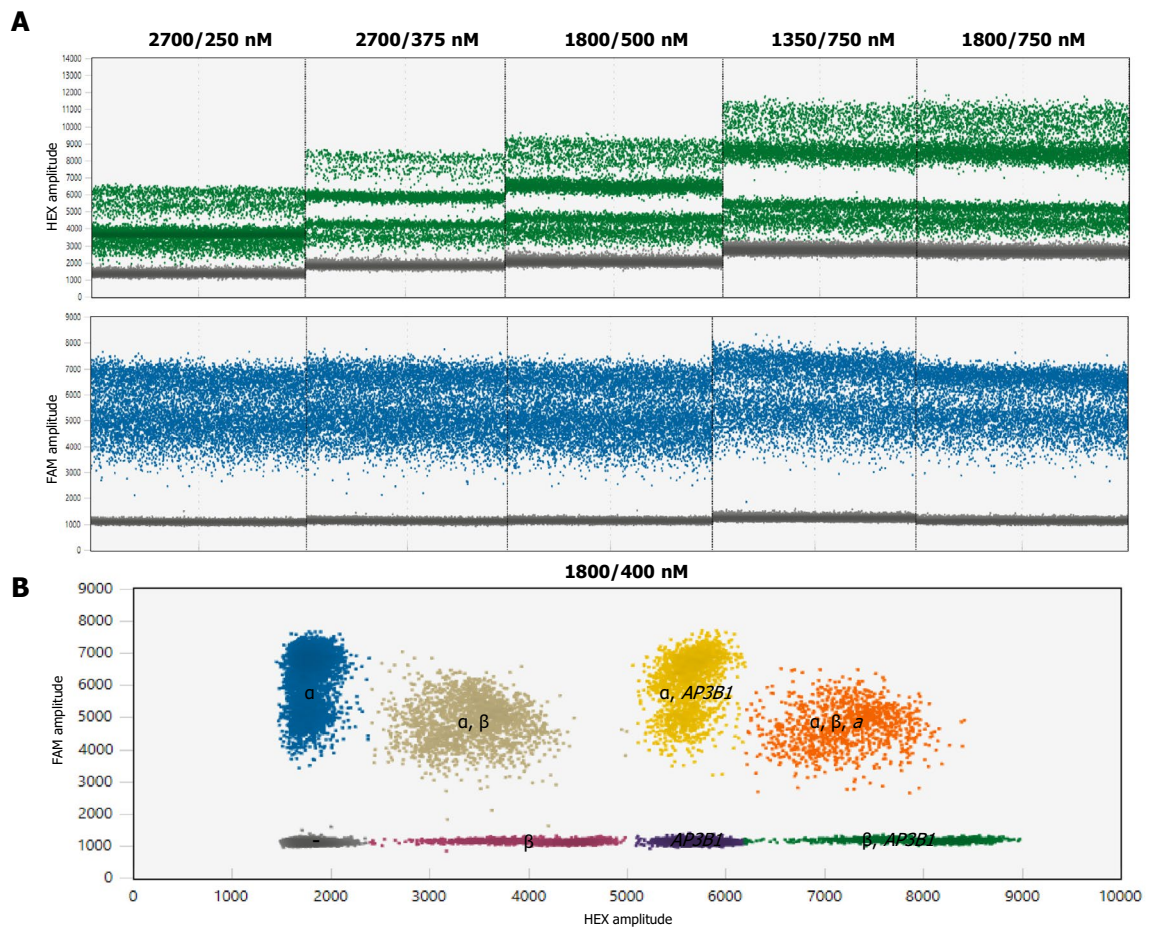 A
2700/250 nM 2700/375 nM 1800/500 nM 1350/750 nM 1800/750 nM
14000
13000
12000
11000
10000
9000
8000
7000
6000
5000
4000
3000
2000
1000
0
HEX amplitude
9000
8000
7000
6000
5000
4000
3000
2000
1000
0
FAM amplitude
B
1800/400 nM
9000
8000
7000
6000
5000
4000
3000
2000
1000
0
FAM amplitude
α
α, β
α, AP3B1
α, β, a
-
β
AP3B1
β, AP3B1
0 1000 2000 3000 4000 5000 6000 7000 8000 9000 10000
HEX amplitude